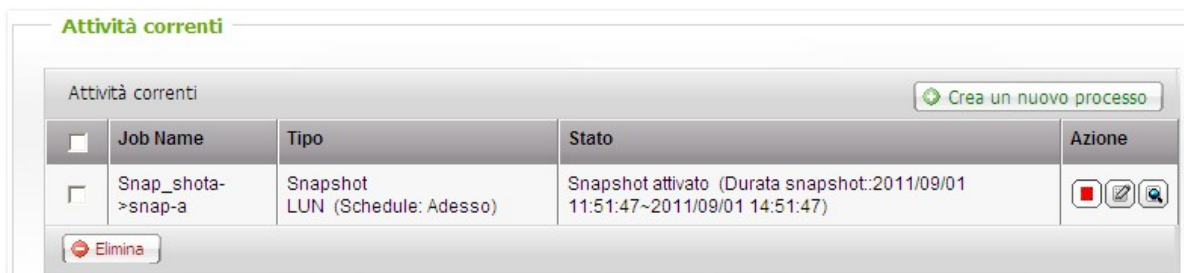 Attività correnti
Attività correnti
Crea un nuovo processo
Job Name
Tipo
Stato
Azione
Snap_shota-
>snap-a
Snapshot
LUN (Schedule: Adesso)
Snapshot attivato (Durata snapshot::2011/09/01
11:51:47~2011/09/01 14:51:47)
Elimina